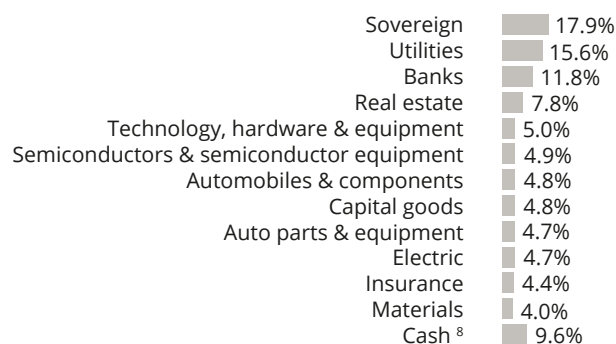 Sovereign 17.9%
Utilities 15.6%
Banks 11.8%
Real estate 7.8%
Technology, hardware & equipment 5.0%
Semiconductors & semiconductor equipment 4.9%
Automobiles & components 4.8%
Capital goods 4.8%
Auto parts & equipment 4.7%
Electric 4.7%
Insurance 4.4%
Materials 4.0%
Cash ⁸ 9.6%